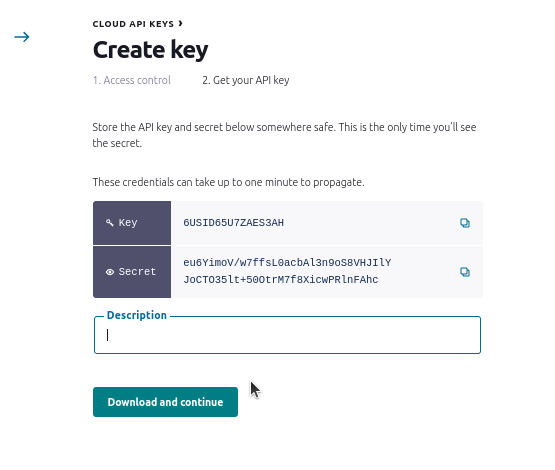 CLOUD API KEYS ›
Create key
1. Access control 2. Get your API key
Store the API key and secret below somewhere safe. This is the only time you'll see
the secret.
These credentials can take up to one minute to propagate.
Key 6USID65U7ZAES3AH
Secret eu6YimoV/w7ffsL0acbAl3n9oS8VHJIlY
JoCTO35lt+50OtrM7f8XicwPRlnFAhc
Description
Download and continue